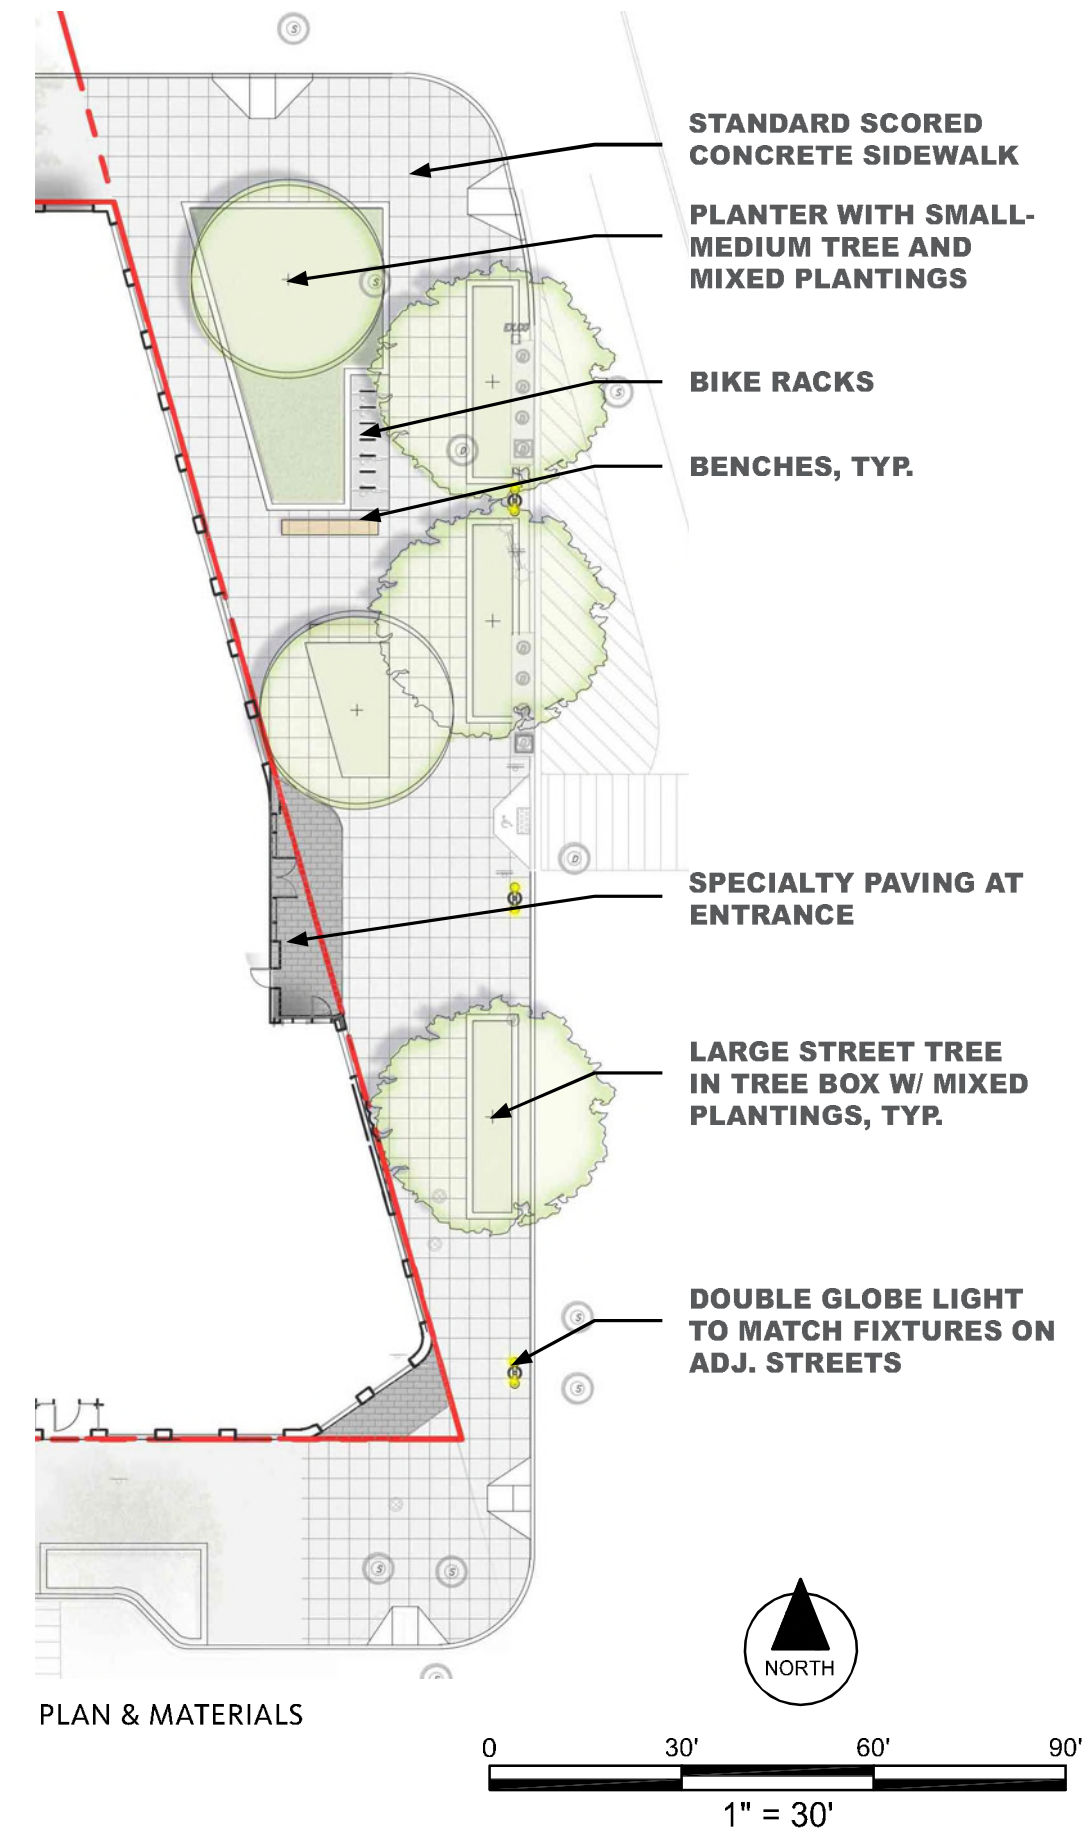 STANDARD SCORED
CONCRETE SIDEWALK
PLANTER WITH SMALL-
MEDIUM TREE AND
MIXED PLANTINGS
BIKE RACKS
BENCHES, TYP.
SPECIALTY PAVING AT
ENTRANCE
LARGE STREET TREE
IN TREE BOX W/ MIXED
PLANTINGS, TYP.
DOUBLE GLOBE LIGHT
TO MATCH FIXTURES ON
ADJ. STREETS
S
S
S
D
D
S
S
S
S
NORTH
PLAN & MATERIALS
0 30' 60' 90'
1" = 30'